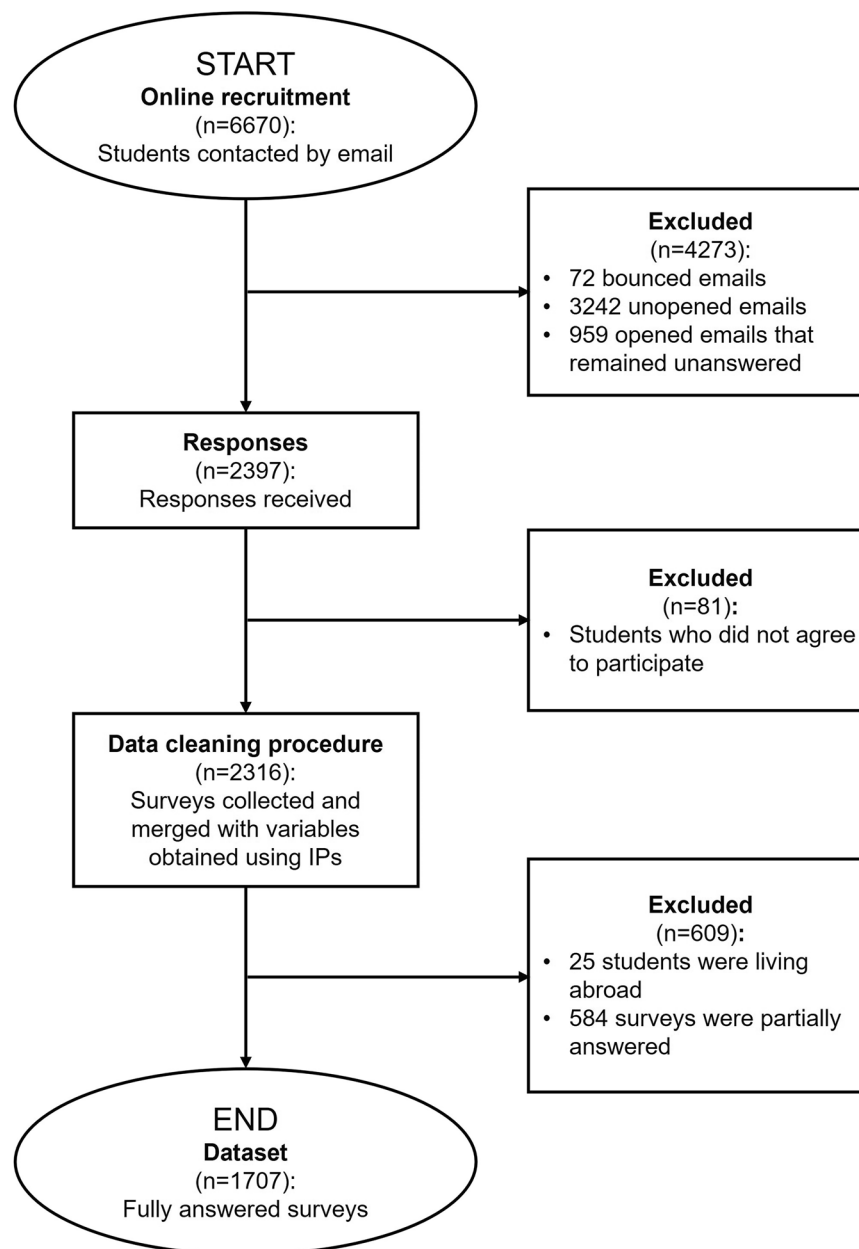 START
Online recruitment
(n=6670):
Students contacted by email
Excluded
(n=4273):
• 72 bounced emails
• 3242 unopened emails
• 959 opened emails that
remained unanswered
Responses
(n=2397):
Responses received
Excluded
(n=81):
• Students who did not agree
to participate
Data cleaning procedure
(n=2316):
Surveys collected and
merged with variables
obtained using IPs
Excluded
(n=609):
• 25 students were living
abroad
• 584 surveys were partially
answered
END
Dataset
(n=1707):
Fully answered surveys